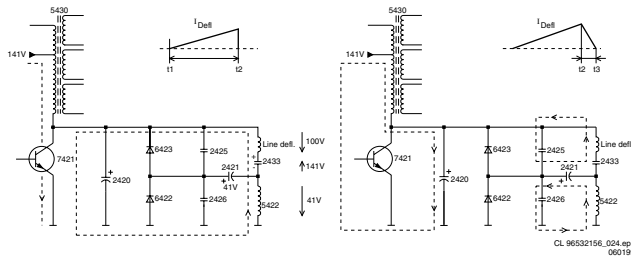 5430
I Defl
141V
t1
t2
7421
+
2420
6423
6422
2425
2426
2421
+
41V
Line defl.
+
2433
-
5422
100V
141V
41V
5430
I Defl
141V
t2 t3
7421
+
2420
6423
6422
2425
2426
2421
+
Line defl
2433
5422
CL 96532156_024.ep
06019